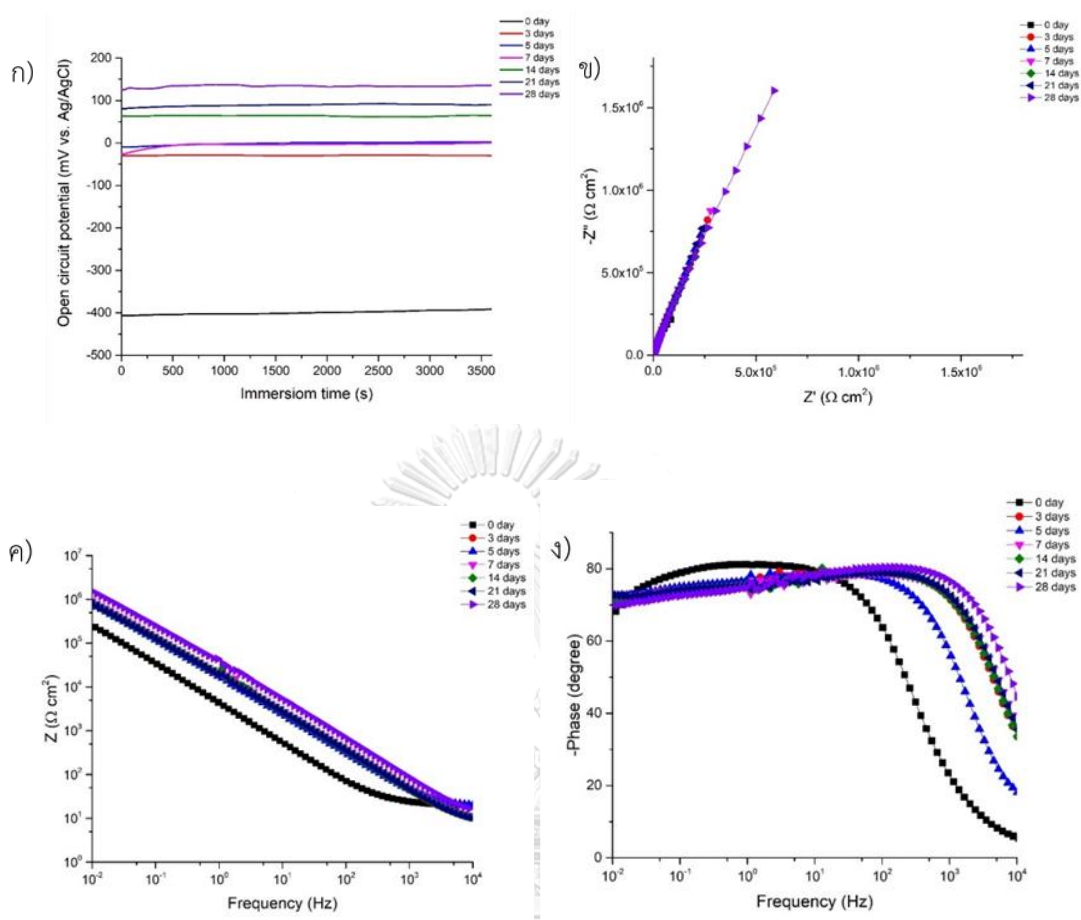 ก)
0 day
3 days
5 days
7 days
14 days
21 days
28 days
200
100
0
-100
-200
-300
-400
-500
Open circuit potential (mV vs. Ag/AgCl)
0 500 1000 1500 2000 2500 3000 3500
Immersiom time (s)
ข)
0 day
3 days
5 days
7 days
14 days
21 days
28 days
1.5x10⁶
1.0x10⁶
5.0x10⁵
0.0
-Z" (Ω cm²)
0.0 5.0x10⁵ 1.0x10⁶ 1.5x10⁶
Z' (Ω cm²)
ค)
0 day
3 days
5 days
7 days
14 days
21 days
28 days
10⁷
10⁶
10⁵
10⁴
10³
10²
10¹
10⁰
Z (Ω cm²)
10⁻² 10⁻¹ 10⁰ 10¹ 10² 10³ 10⁴
Frequency (Hz)
ง)
0 day
3 days
5 days
7 days
14 days
21 days
28 days
80
60
40
20
0
-Phase (degree)
10⁻² 10⁻¹ 10⁰ 10¹ 10² 10³ 10⁴
Frequency (Hz)